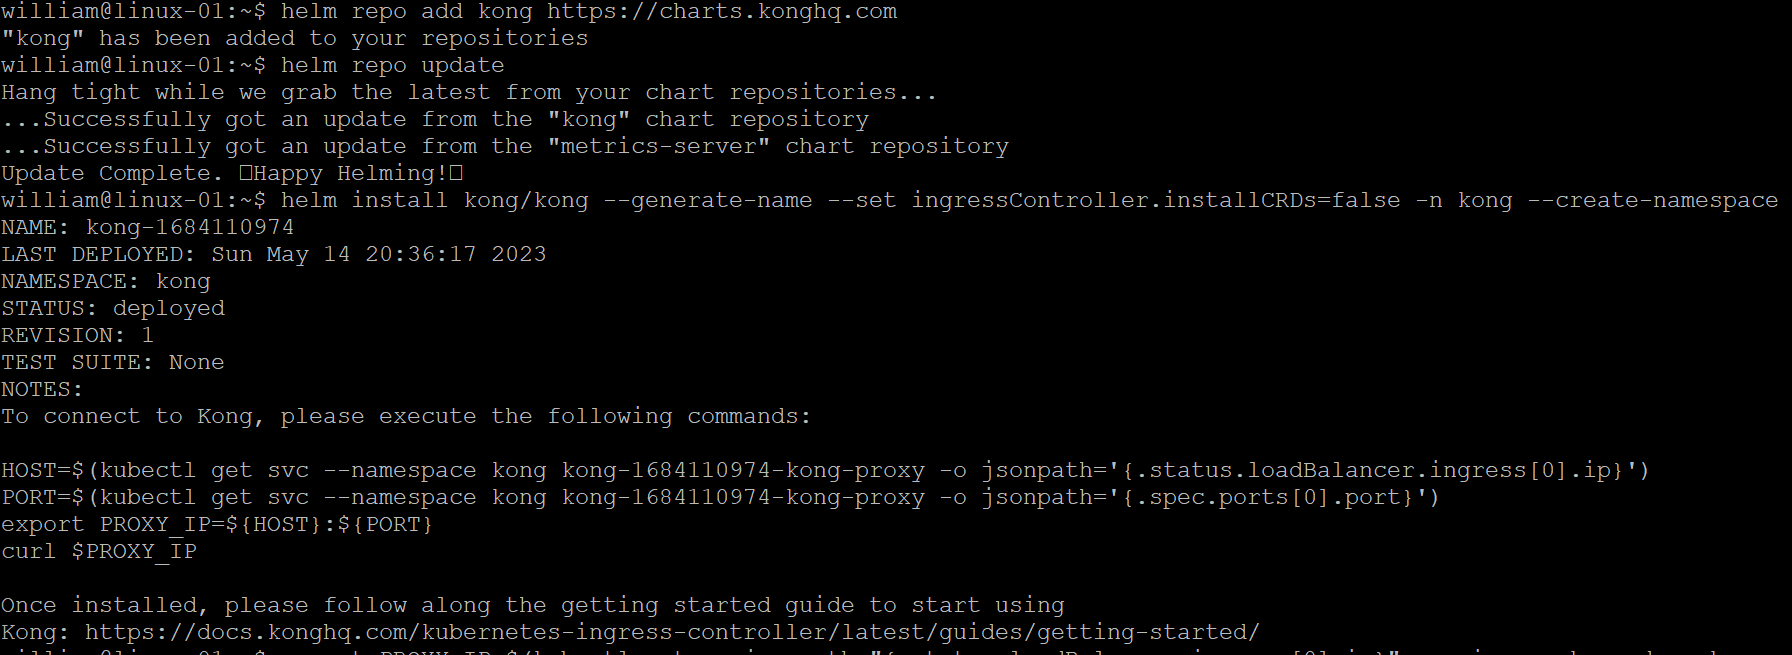 william@linux-01:~$ helm repo add kong https://charts.konghq.com
"kong" has been added to your repositories
william@linux-01:~$ helm repo update
Hang tight while we grab the latest from your chart repositories...
...Successfully got an update from the "kong" chart repository
...Successfully got an update from the "metrics-server" chart repository
Update Complete. ⎕Happy Helming!⎕
william@linux-01:~$ helm install kong/kong --generate-name --set ingressController.installCRDs=false -n kong --create-namespace
NAME: kong-1684110974
LAST DEPLOYED: Sun May 14 20:36:17 2023
NAMESPACE: kong
STATUS: deployed
REVISION: 1
TEST SUITE: None
NOTES:
To connect to Kong, please execute the following commands:
HOST=$(kubectl get svc --namespace kong kong-1684110974-kong-proxy -o jsonpath='{.status.loadBalancer.ingress[0].ip}')
PORT=$(kubectl get svc --namespace kong kong-1684110974-kong-proxy -o jsonpath='{.spec.ports[0].port}')
export PROXY_IP=${HOST}:${PORT}
curl $PROXY_IP
Once installed, please follow along the getting started guide to start using
Kong: https://docs.konghq.com/kubernetes-ingress-controller/latest/guides/getting-started/